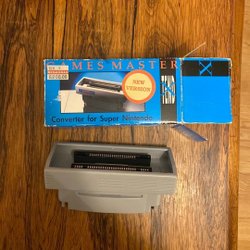 MES MASTER
NEW
VERSION
Converter for Super Nintendo